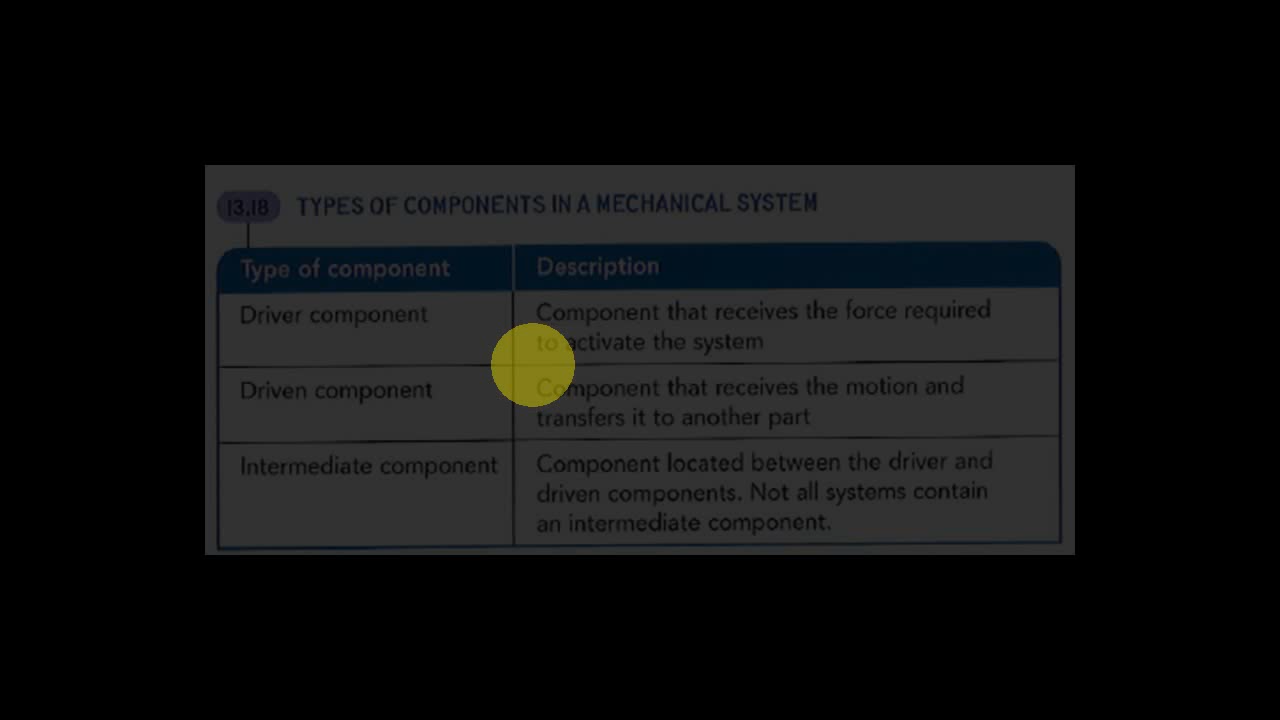 13.18 TYPES OF COMPONENTS IN A MECHANICAL SYSTEM
Type of component Description
Driver component Component that receives the force required
to activate the system
Driven component Component that receives the motion and
transfers it to another part
Intermediate component Component located between the driver and
driven components. Not all systems contain
an intermediate component.